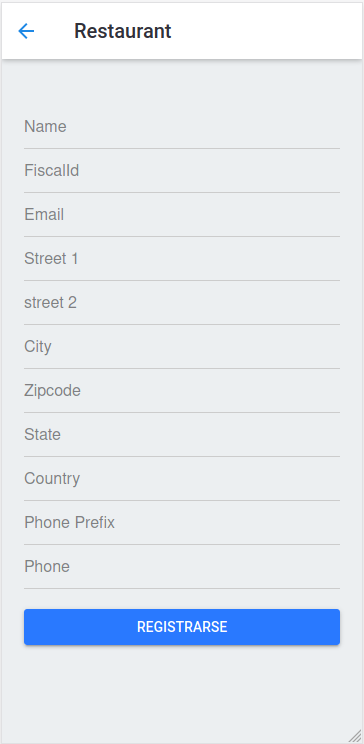 Restaurant
Name
FiscalId
Email
Street 1
street 2
City
Zipcode
State
Country
Phone Prefix
Phone
REGISTRARSE